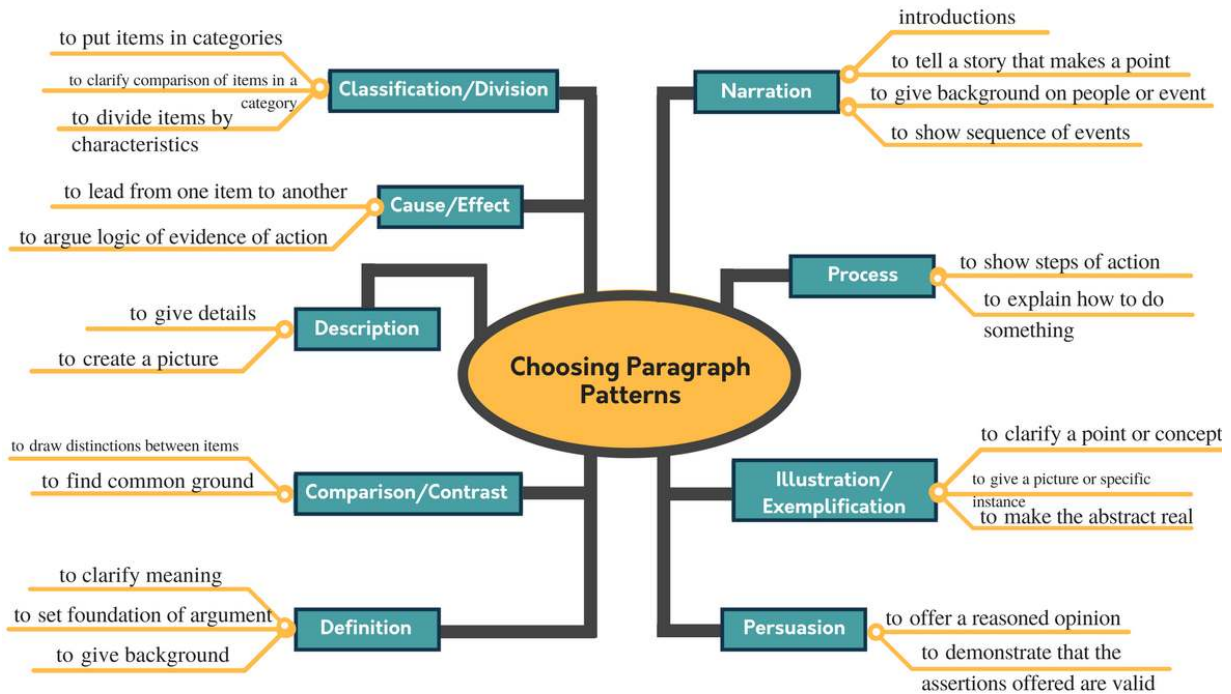 to put items in categories
to clarify comparison of items in a
category
to divide items by
characteristics
Classification/Division
to lead from one item to another
to argue logic of evidence of action
Cause/Effect
to give details
to create a picture
Description
to draw distinctions between items
to find common ground
Comparison/Contrast
to clarify meaning
to set foundation of argument
to give background
Definition
Choosing Paragraph
Patterns
Narration
introductions
to tell a story that makes a point
to give background on people or event
to show sequence of events
Process
to show steps of action
to explain how to do
something
Illustration/
Exemplification
to clarify a point or concept
to give a picture or specific
instance
to make the abstract real
Persuasion
to offer a reasoned opinion
to demonstrate that the
assertions offered are valid